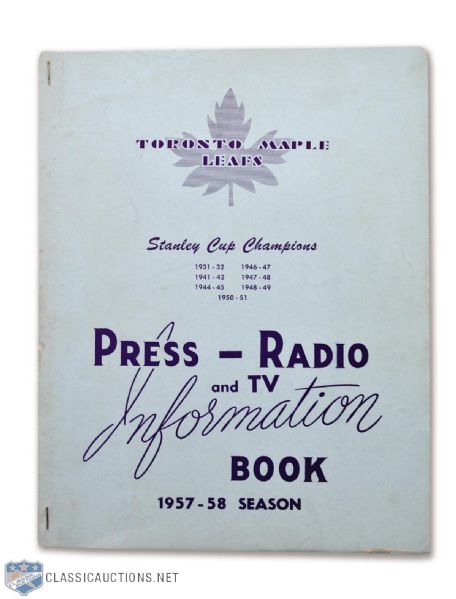 TORONTO MAPLE
LEAFS
Stanley Cup Champions
1931-32 1946-47
1941-42 1947-48
1944-45 1948-49
1950-51
PRESS – RADIO
and TV
Information
BOOK
1957-58 SEASON
CLASSICAUCTIONS.NET